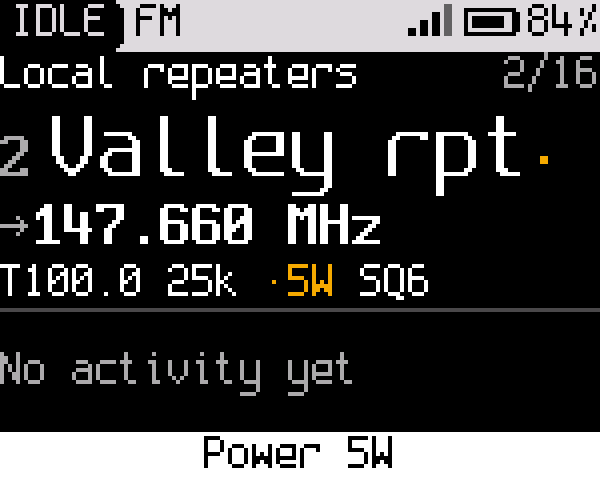 IDLE FM 84%
Local repeaters 2/16
2 Valley rpt·
→147.660 MHz
T100.0 25k ·5W SQ6
No activity yet
Power 5W